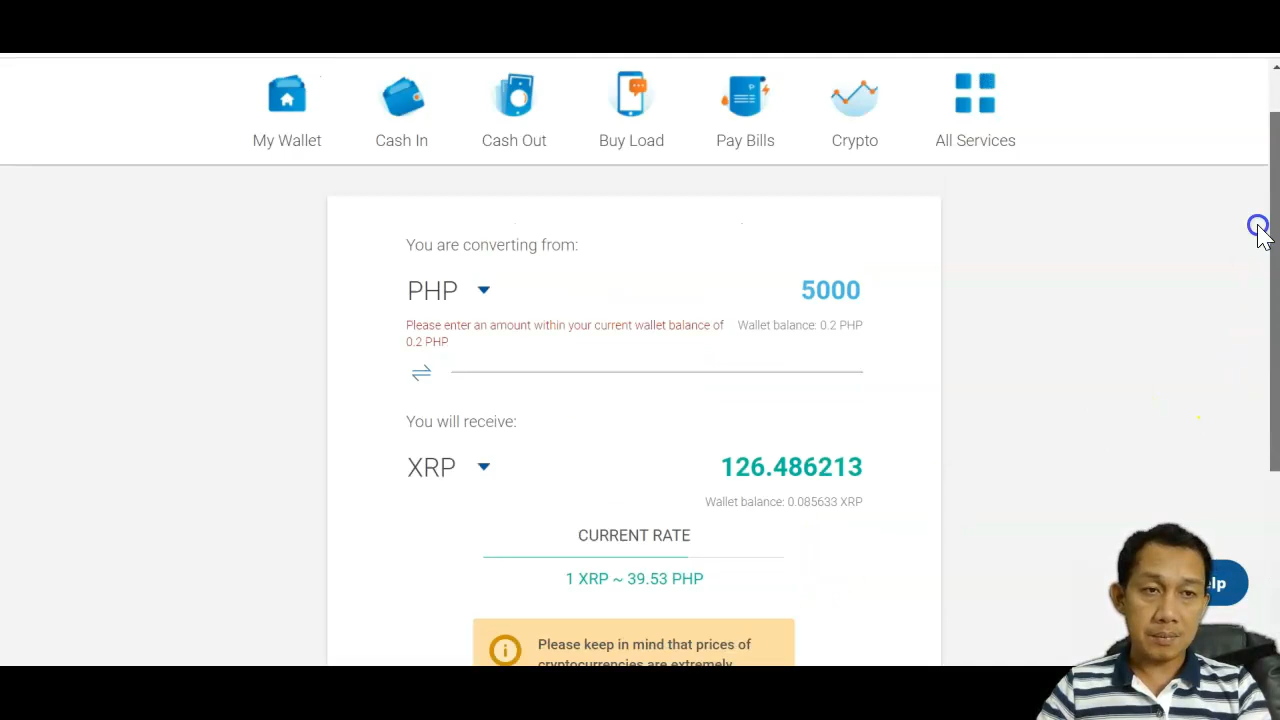 My Wallet
Cash In
Cash Out
Buy Load
Pay Bills
Crypto
All Services
You are converting from:
PHP
5000
Please enter an amount within your current wallet balance of
0.2 PHP
Wallet balance: 0.2 PHP
You will receive:
XRP
126.486213
Wallet balance: 0.085633 XRP
CURRENT RATE
1 XRP ~ 39.53 PHP
Please keep in mind that prices of
cryptocurrencies are extremely